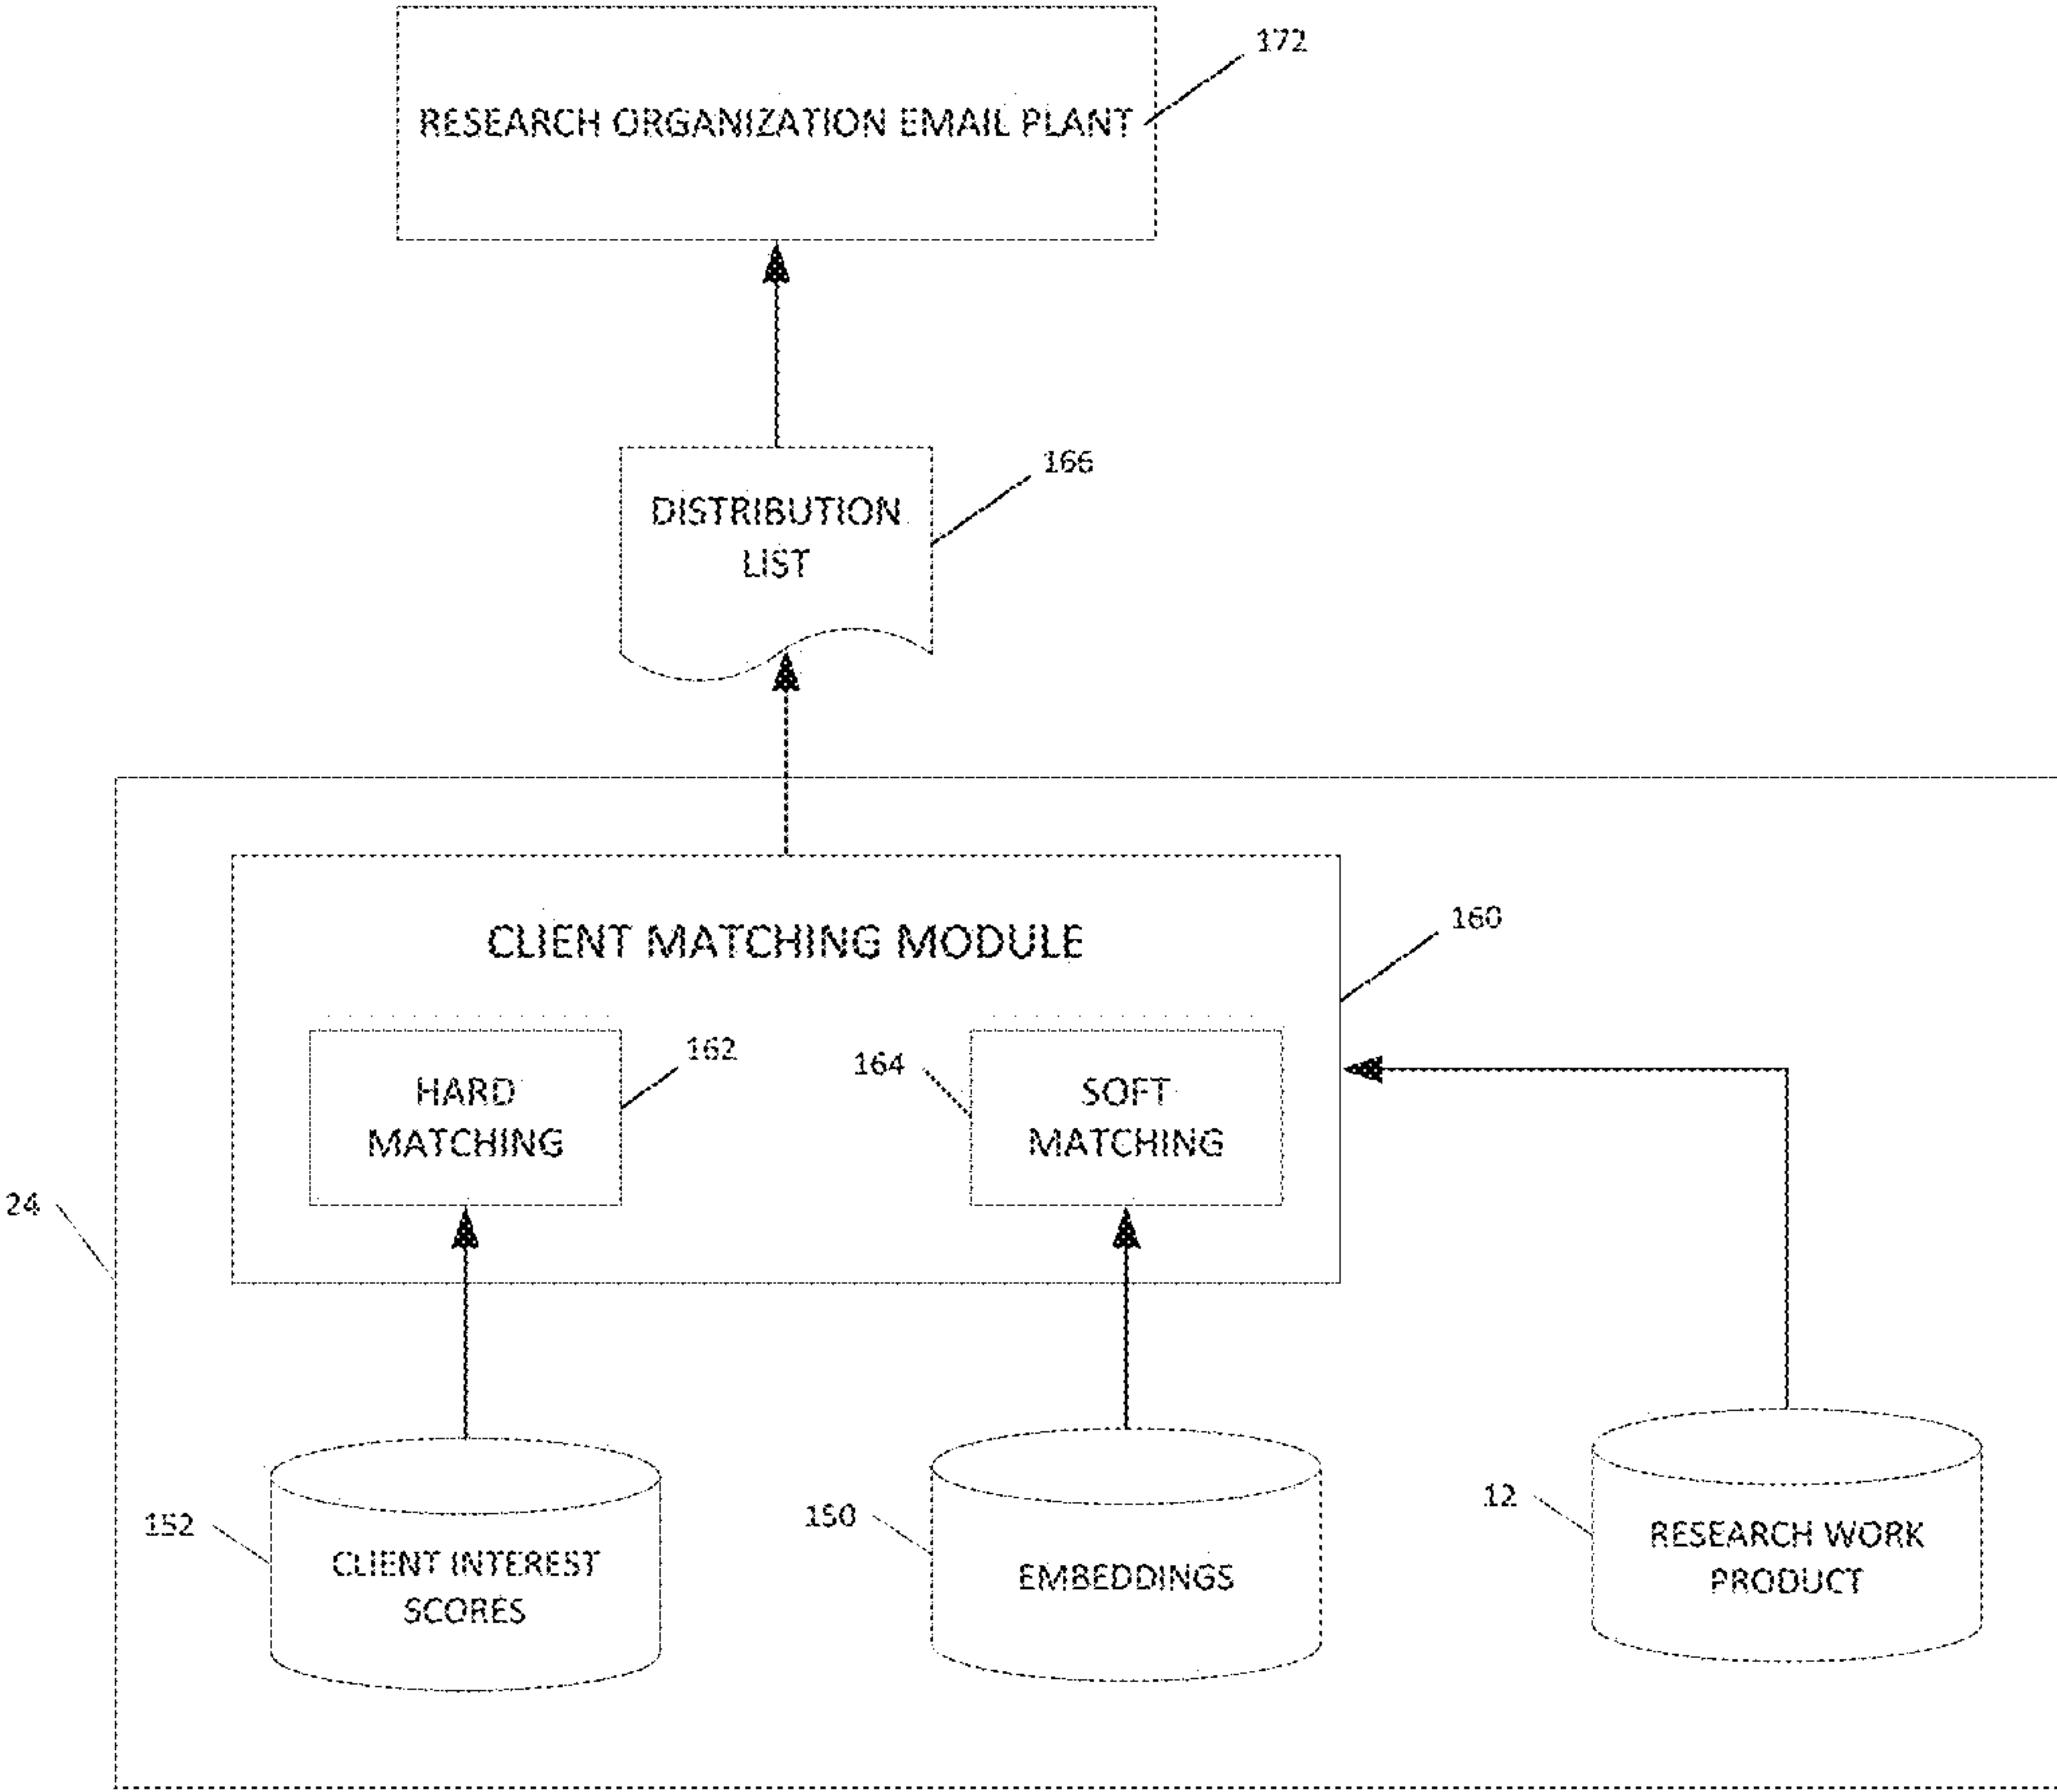 172
RESEARCH ORGANIZATION EMAIL PLANT
166
DISTRIBUTION
LIST
160
CLIENT MATCHING MODULE
162
HARD
MATCHING
164
SOFT
MATCHING
24
152
CLIENT INTEREST
SCORES
150
EMBEDDINGS
12
RESEARCH WORK
PRODUCT